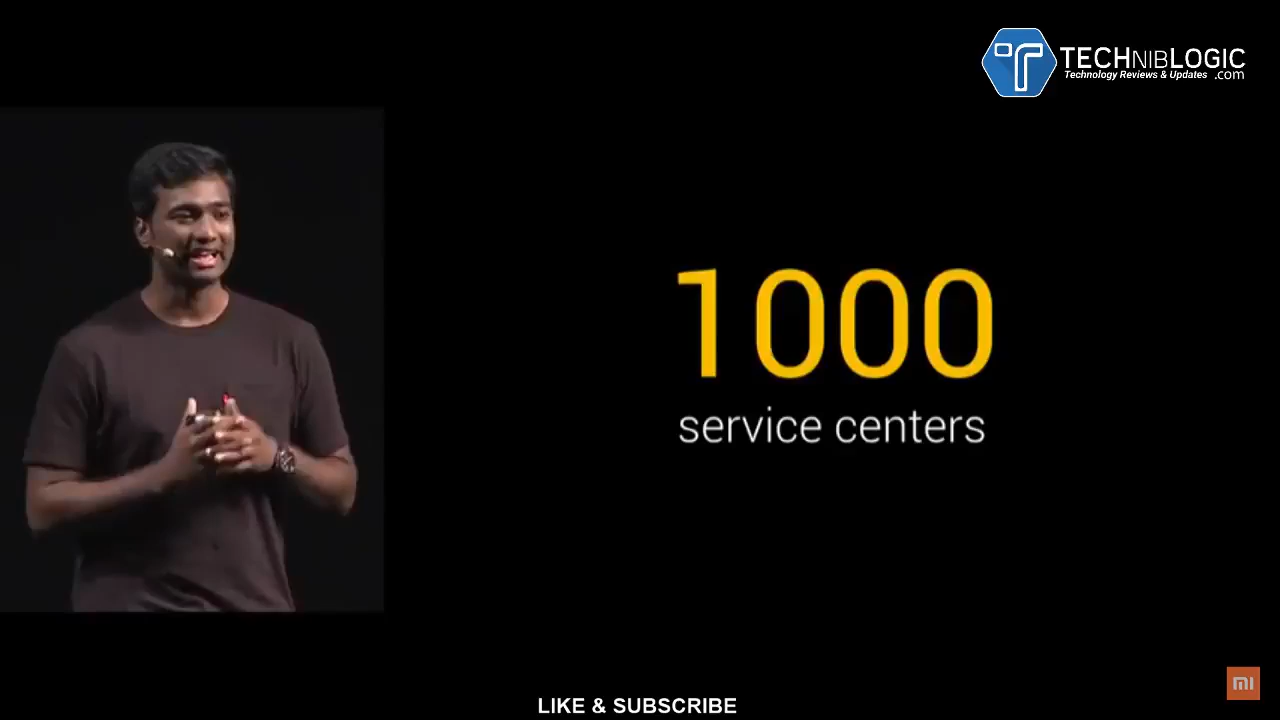 TECHNIBLOGIC
Technology Reviews & Updates .com
1000
service centers
LIKE & SUBSCRIBE
MI